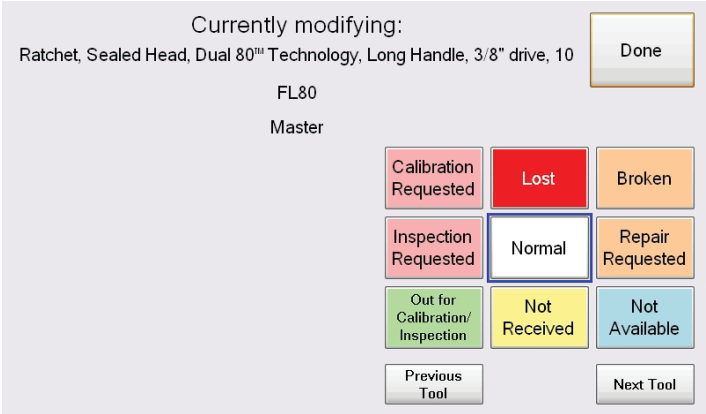 Currently modifying:
Ratchet, Sealed Head, Dual 80™ Technology, Long Handle, 3/8" drive, 10
Done
FL80
Master
Calibration
Requested
Lost
Broken
Inspection
Requested
Normal
Repair
Requested
Out for
Calibration/
Inspection
Not
Received
Not
Available
Previous
Tool
Next Tool